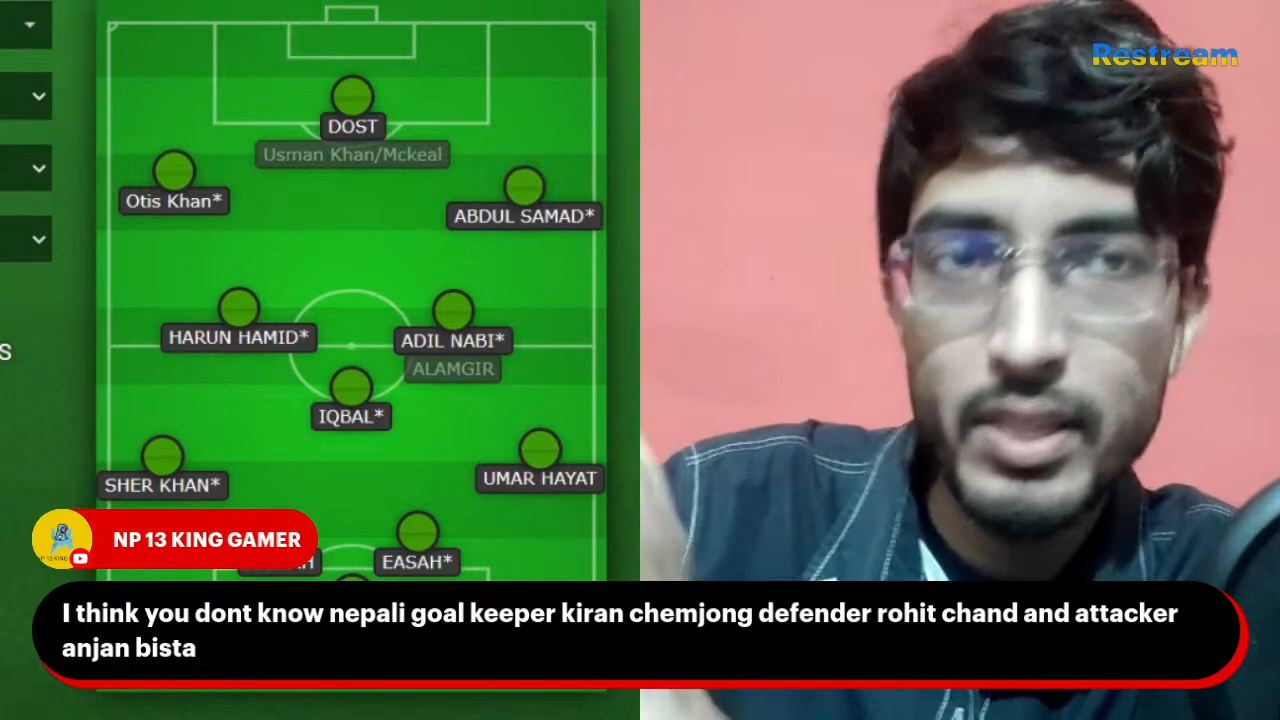 Restream
DOST
Usman Khan/Mckeal
Otis Khan*
ABDUL SAMAD*
HARUN HAMID*
ADIL NABI*
S
ALAMGIR
IQBAL*
SHER KHAN*
UMAR HAYAT
NP 13 KING GAMER
EASAH*
I think you dont know nepali goal keeper kiran chemjong defender rohit chand and attacker
anjan bista